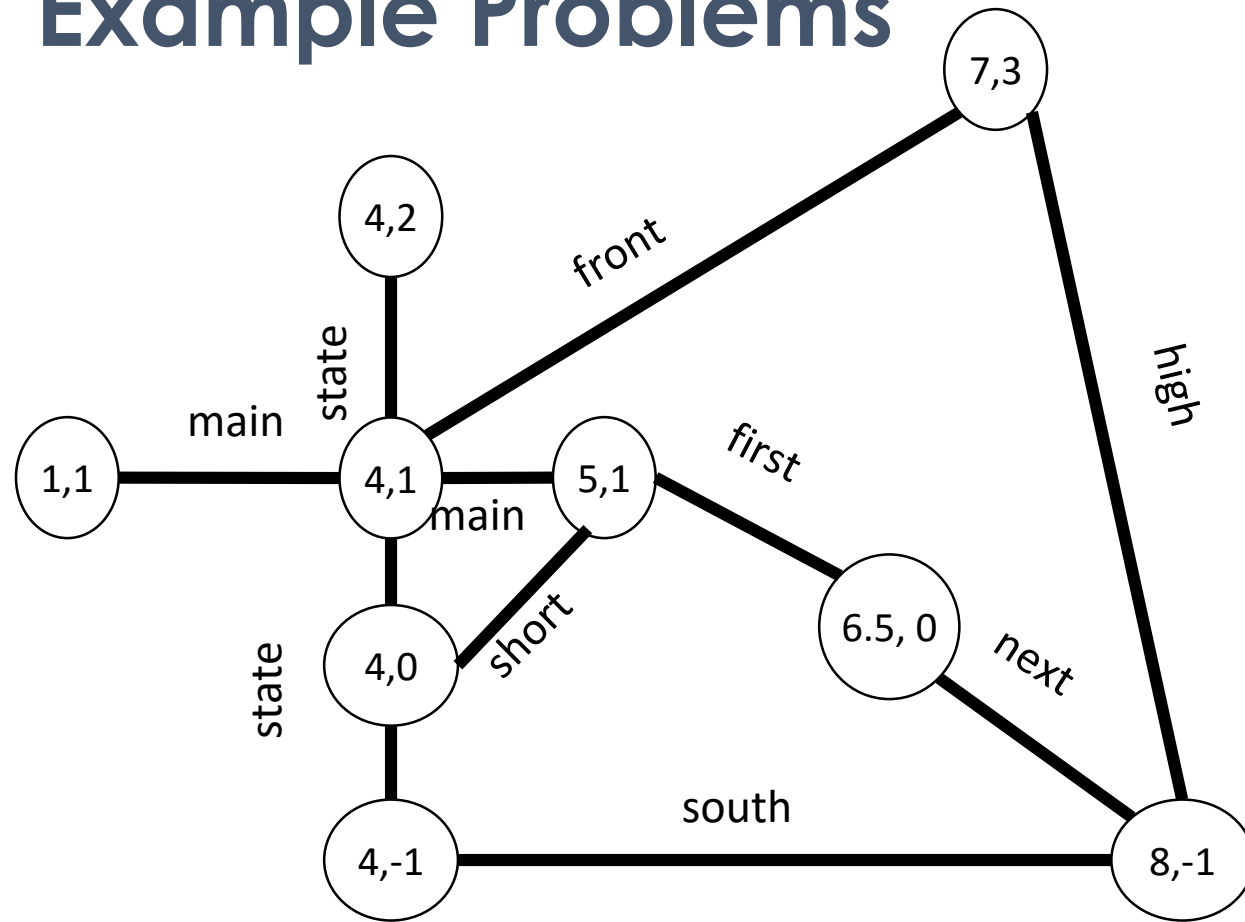 Example Problems
7,3
4,2
front
state
high
main
first
1,1
4,1
5,1
main
short
6.5, 0
next
state
4,0
south
4,-1
8,-1